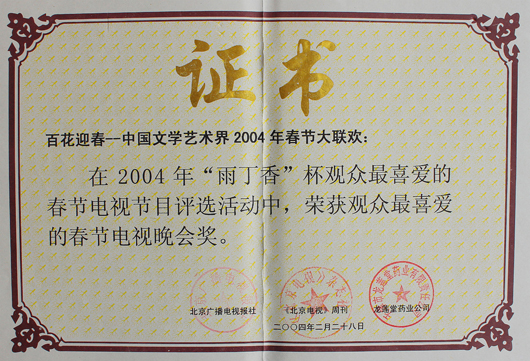 证书
百花迎春--中国文学艺术界2004年春节大联欢：
在2004年“雨丁香”杯观众最喜爱的
春节电视节目评选活动中，荣获观众最喜爱
的春节电视晚会奖。
北京广播电视报社 《北京电视》周刊 龙莲堂药业公司
二〇〇四年二月二十八日